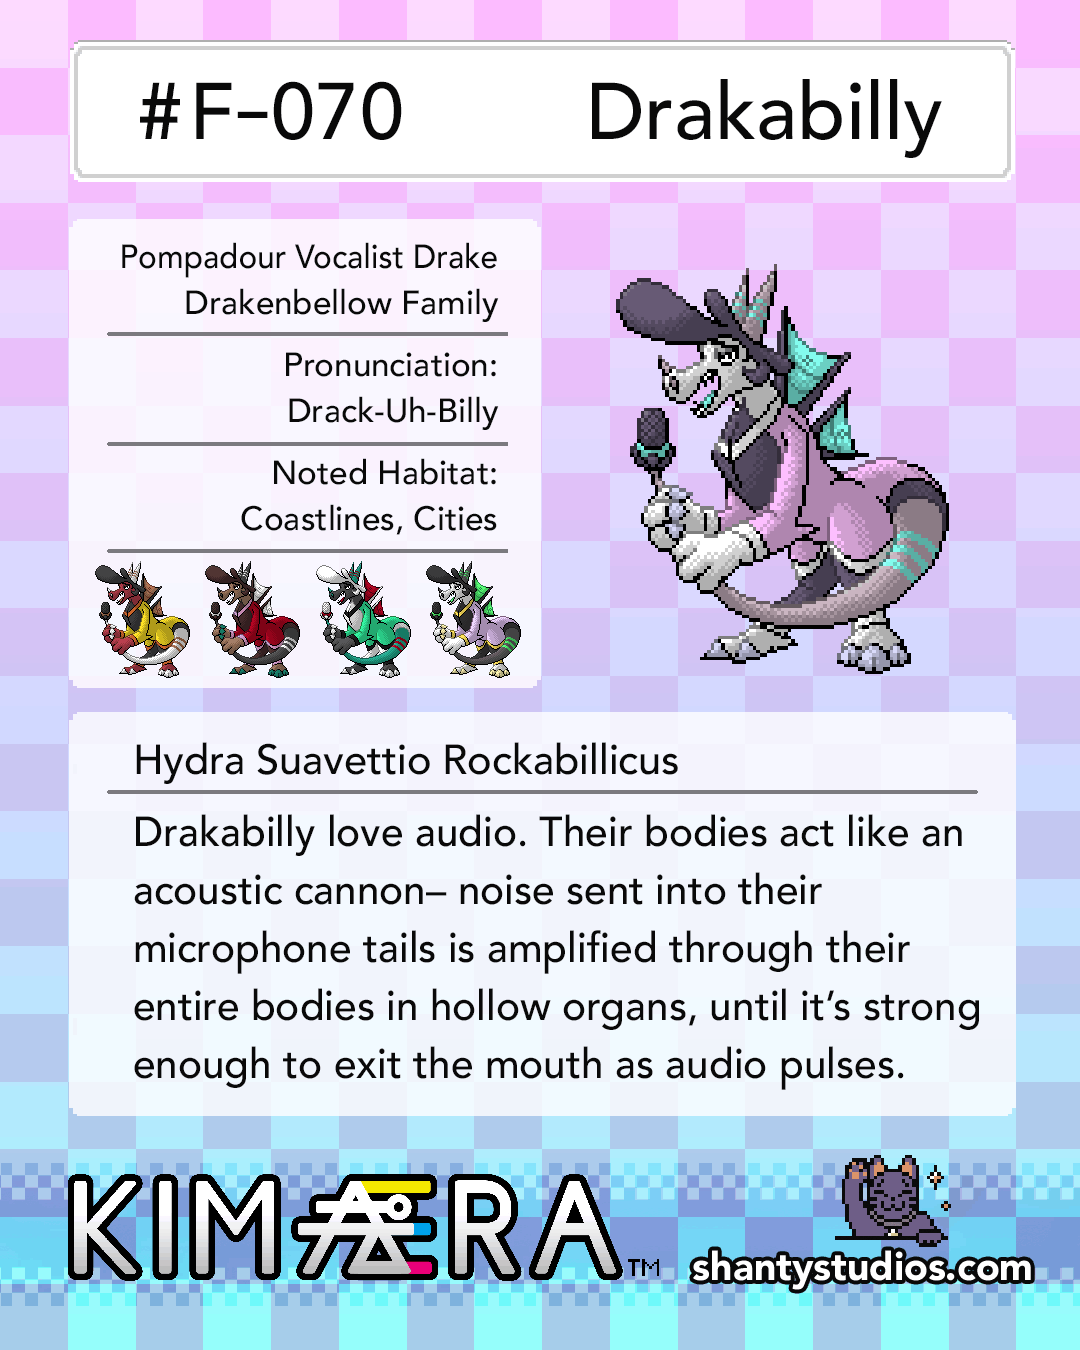 #F-070 Drakabilly
Pompadour Vocalist Drake
Drakenbellow Family
Pronunciation:
Drack-Uh-Billy
Noted Habitat:
Coastlines, Cities
Hydra Suavettio Rockabillicus
Drakabilly love audio. Their bodies act like an
acoustic cannon– noise sent into their
microphone tails is amplified through their
entire bodies in hollow organs, until it’s strong
enough to exit the mouth as audio pulses.
KIMÆRA™
shantystudios.com